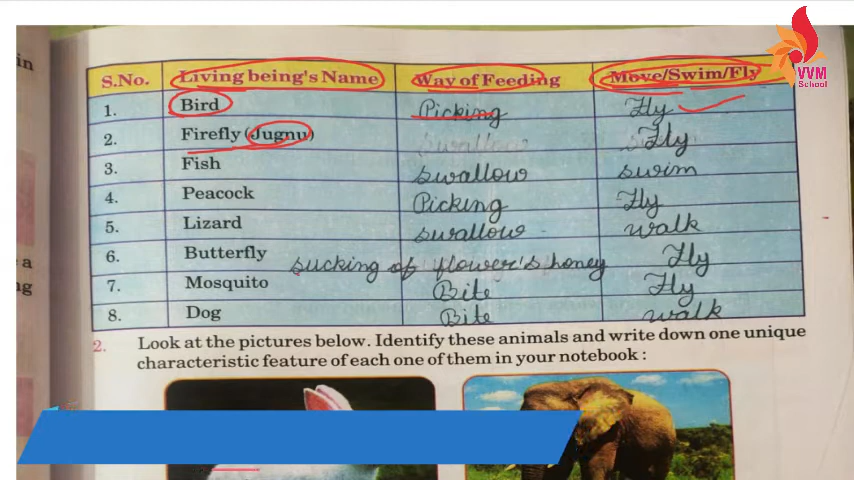 in
VVM
School
S.No. Living being's Name Way of Feeding Move/Swim/Fly
1. Bird Picking Fly
2. Firefly (Jugnu) swallow Fly
3. Fish swallow swim
4. Peacock Picking Fly
5. Lizard swallow walk
6. Butterfly sucking of flower's honey Fly
7. Mosquito Bite Fly
8. Dog Bite walk
a
ng
2. Look at the pictures below. Identify these animals and write down one unique
characteristic feature of each one of them in your notebook :